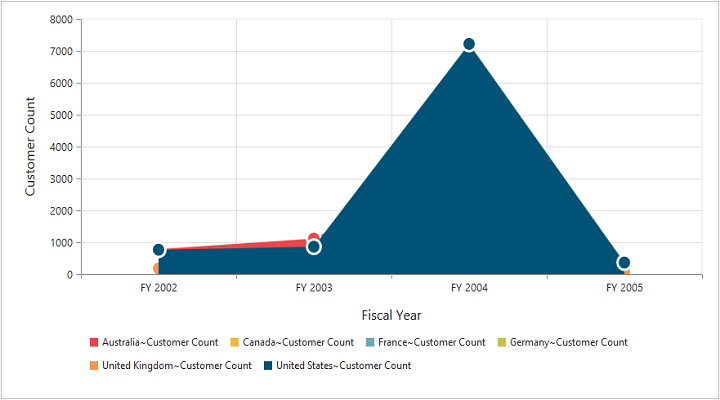 8000
7000
6000
5000
4000
3000
2000
1000
0
Customer Count
FY 2002 FY 2003 FY 2004 FY 2005
Fiscal Year
Australia~Customer Count Canada~Customer Count France~Customer Count Germany~Customer Count
United Kingdom~Customer Count United States~Customer Count